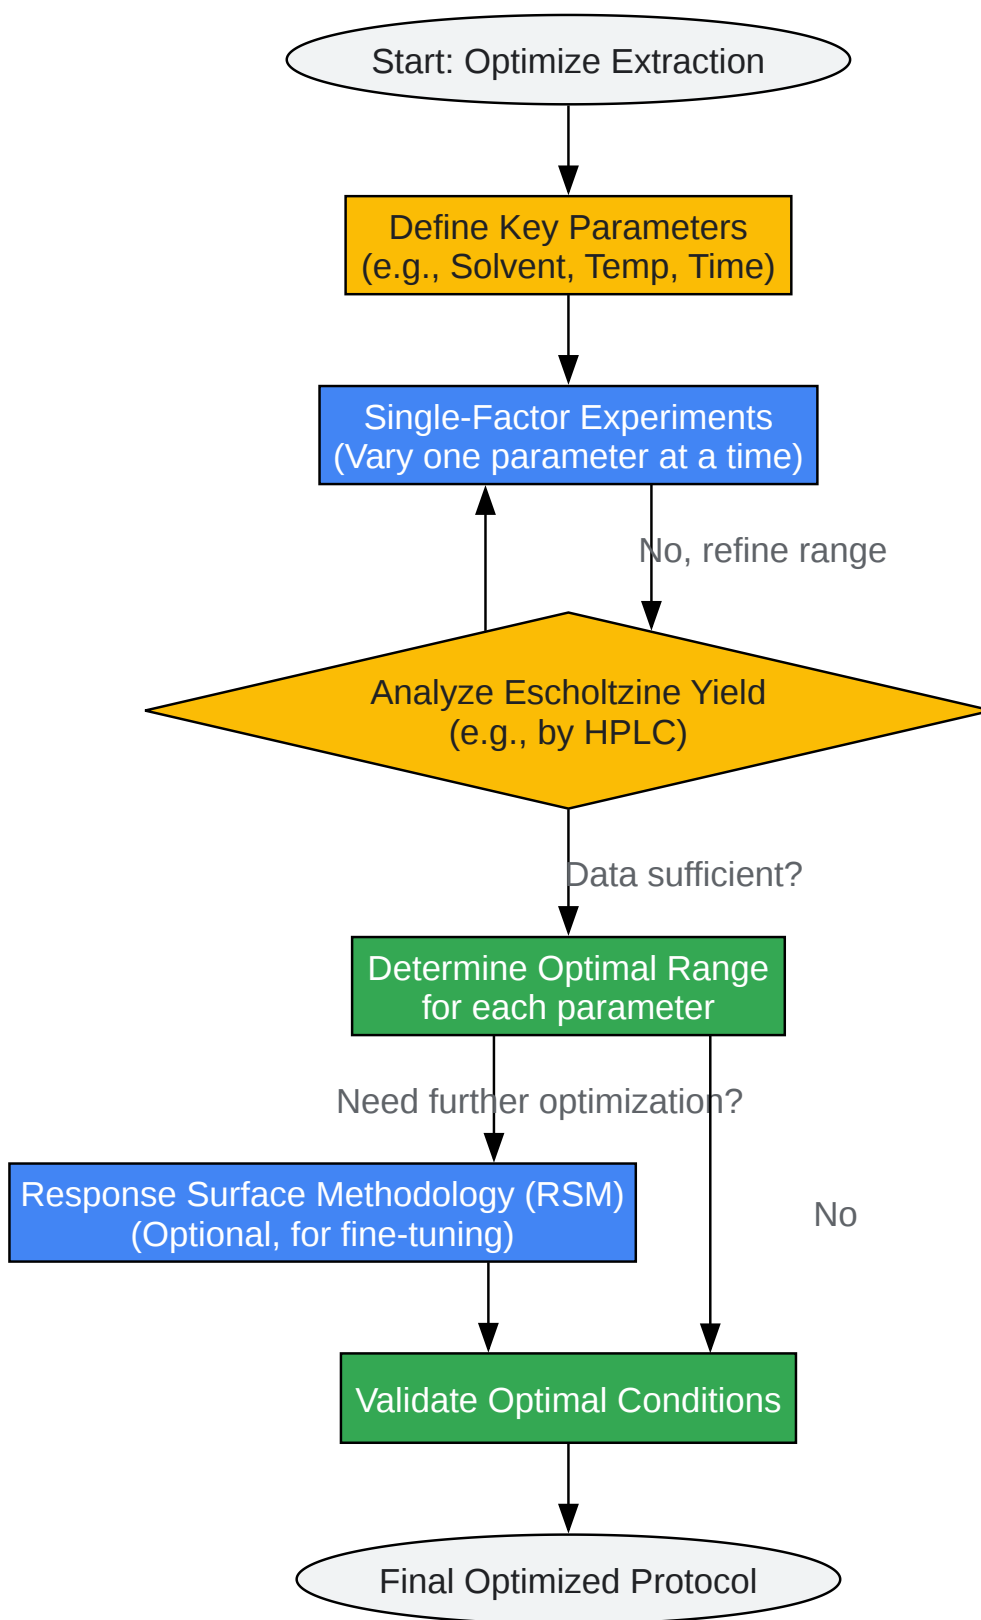 Start: Optimize Extraction
Define Key Parameters
(e.g., Solvent, Temp, Time)
Single-Factor Experiments
(Vary one parameter at a time)
No, refine range
Analyze Escholtzine Yield
(e.g., by HPLC)
Data sufficient?
Determine Optimal Range
for each parameter
Need further optimization?
Response Surface Methodology (RSM)
(Optional, for fine-tuning)
No
Validate Optimal Conditions
Final Optimized Protocol